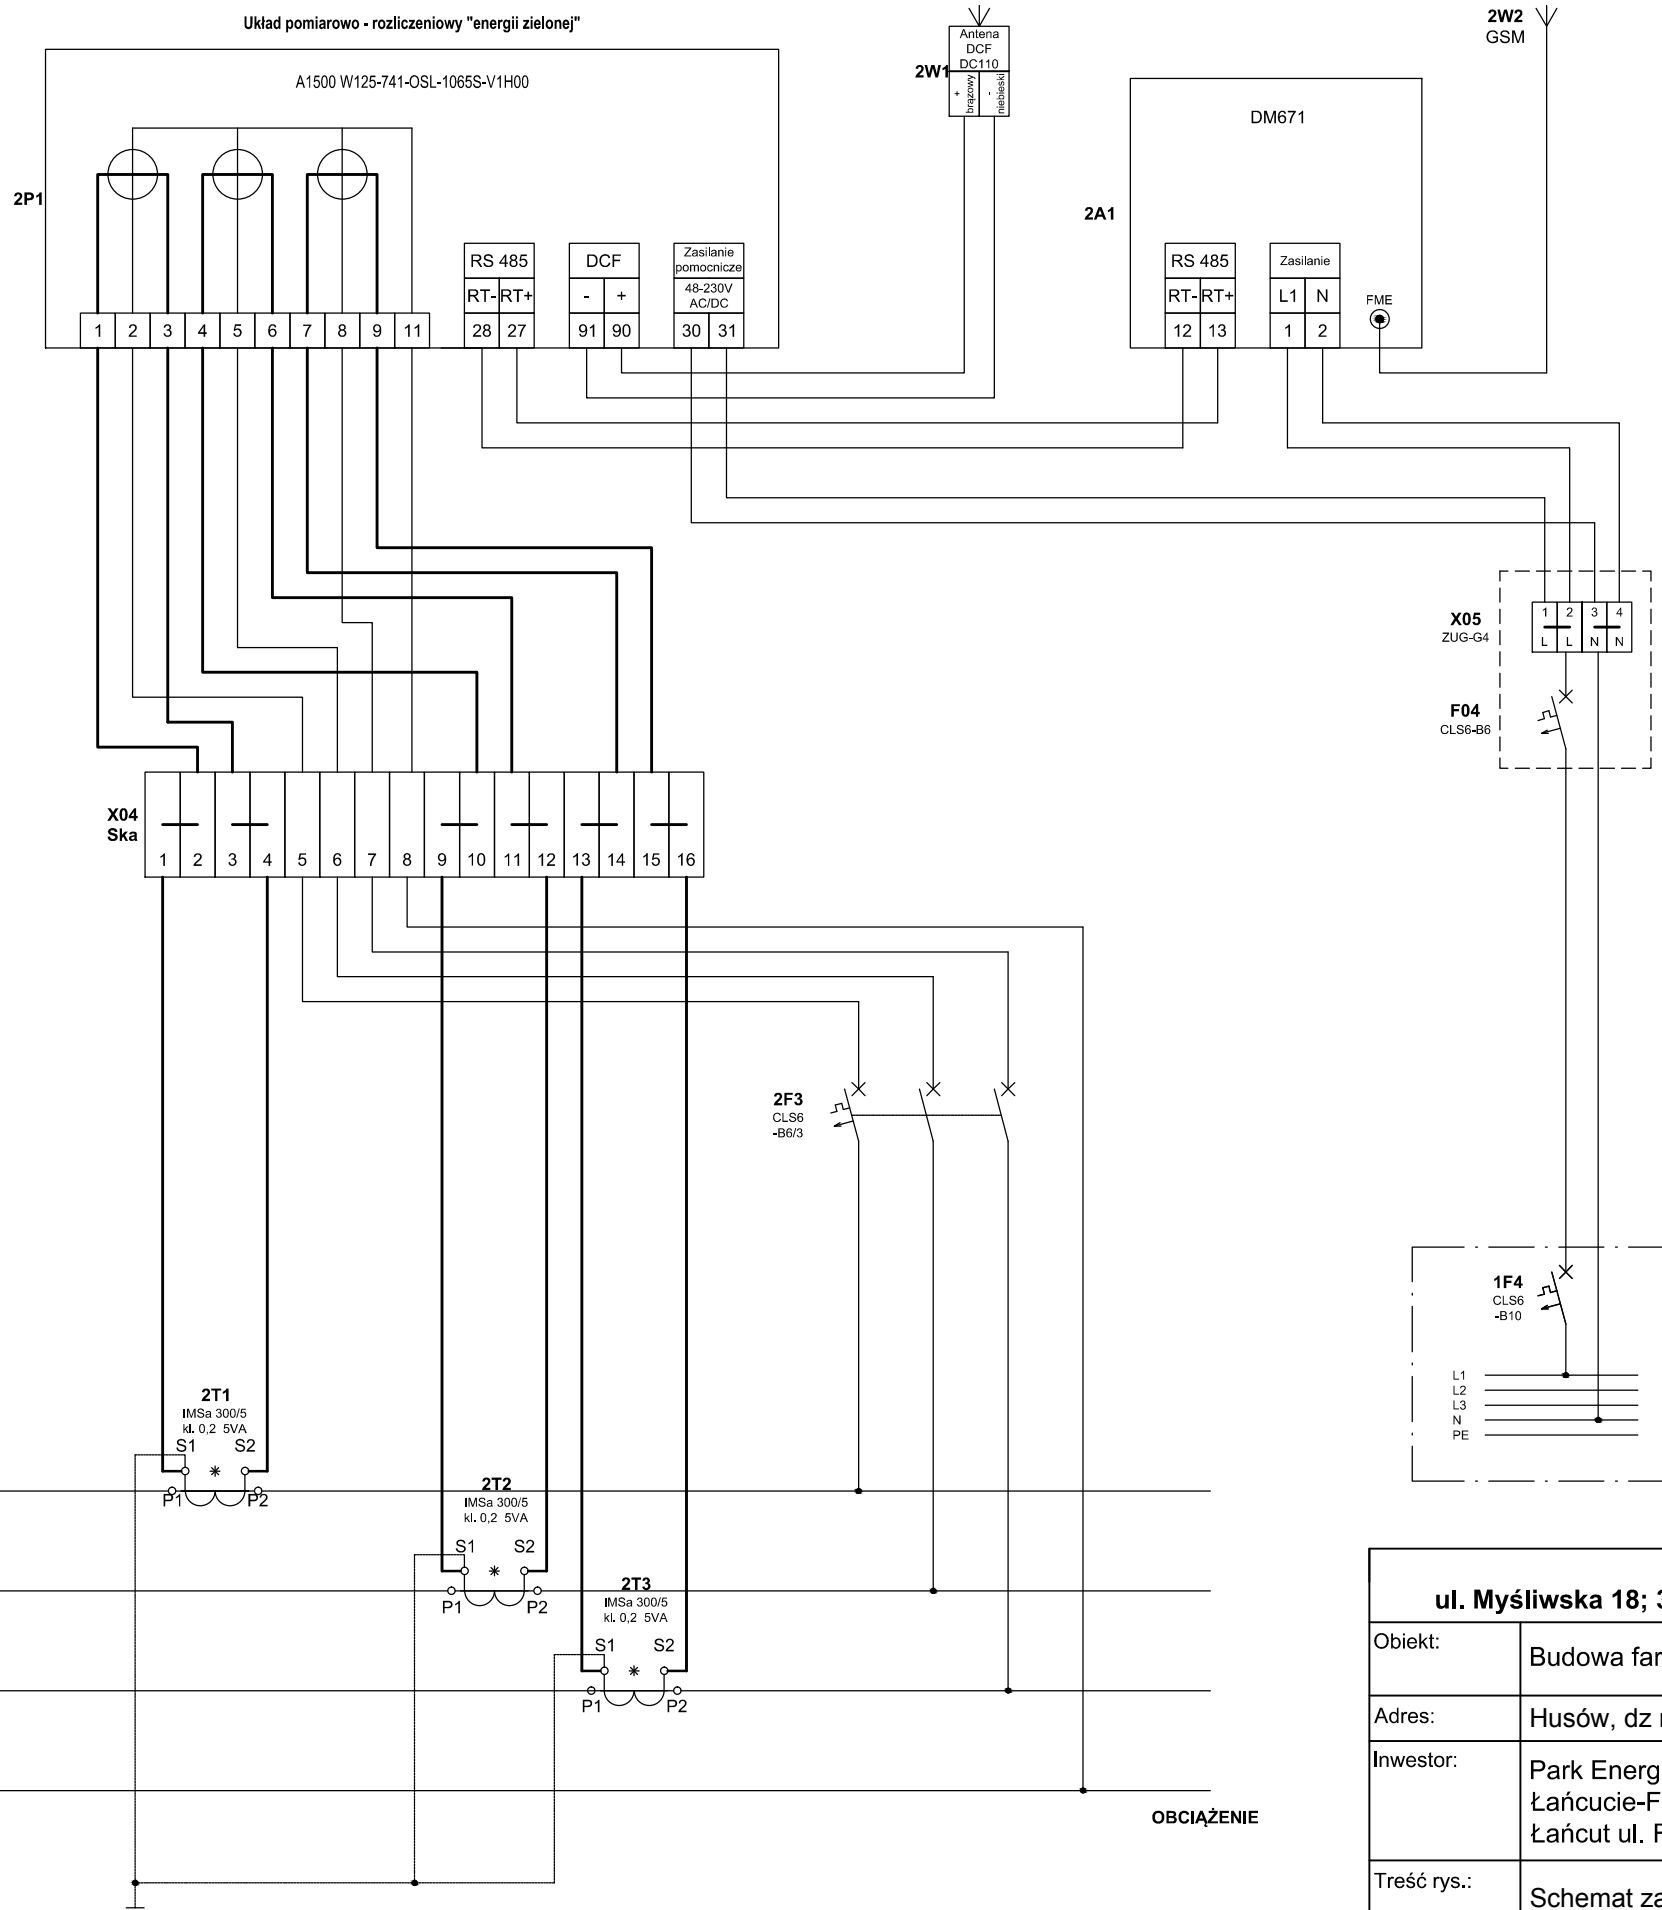 Układ pomiarowo - rozliczeniowy "energii zielonej"
A1500 W125-741-OSL-1065S-V1H00
2P1
RS 485
RT- RT+
28 27
DCF
- +
91 90
Zasilanie
pomocnicze
48-230V
AC/DC
30 31
1 2 3 4 5 6 7 8 9 11
2W1
Antena
DCF
DC110
+ brązowy
- niebieski
2W2
GSM
DM671
2A1
RS 485
RT- RT+
12 13
Zasilanie
L1 N
1 2
FME
X05
ZUG-G4
1 2 3 4
L L N N
F04
CLS6-B6
X04
Ska
1 2 3 4 5 6 7 8 9 10 11 12 13 14 15 16
2F3
CLS6
-B6/3
1F4
CLS6
-B10
L1
L2
L3
N
PE
2T1
IMSa 300/5
kl. 0,2 5VA
S1 S2
P1 P2
2T2
IMSa 300/5
kl. 0,2 5VA
S1 S2
P1 P2
2T3
IMSa 300/5
kl. 0,2 5VA
S1 S2
P1 P2
OBCIĄŻENIE
ul. Myśliwska 18;
Obiekt:
Budowa far
Adres:
Husów, dz
Inwestor:
Park Energ
Łańcucie-F
Łańcut ul.
Treść rys.:
Schemat za